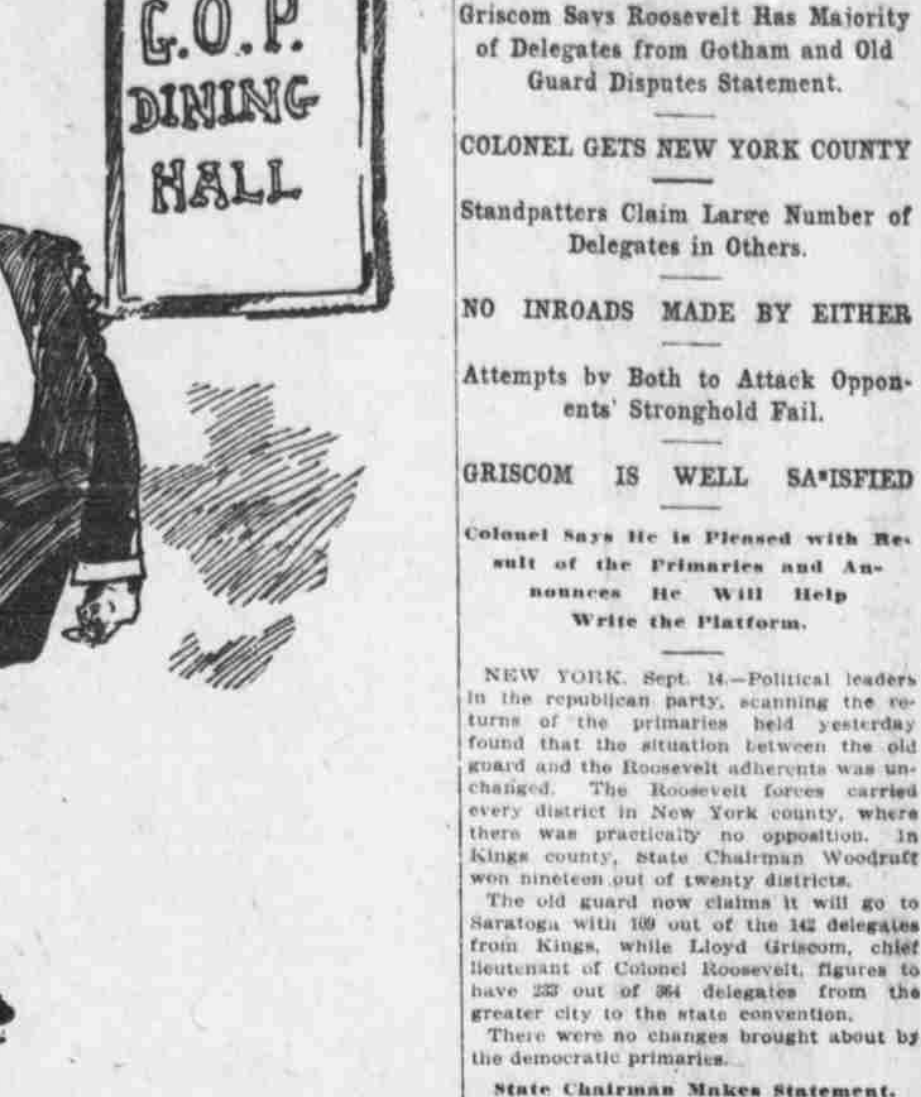 G.O.P.
DINING
HALL
Griscom Says Roosevelt Has Majority
of Delegates from Gotham and Old
Guard Disputes Statement.
COLONEL GETS NEW YORK COUNTY
Standpatters Claim Large Number of
Delegates in Others.
NO INROADS MADE BY EITHER
Attempts by Both to Attack Oppon-
ents' Stronghold Fail.
GRISCOM IS WELL SATISFIED
Colonel Says He is Pleased with Re-
sult of the Primaries and An-
nounces He Will Help
Write the Platform.
NEW YORK, Sept. 14.—Political leaders
in the republican party, scanning the re-
turns of the primaries held yesterday
found that the situation between the old
guard and the Roosevelt adherents was un-
changed. The Roosevelt forces carried
every district in New York county, where
there was practically no opposition. In
Kings county, State Chairman Woodruff
won nineteen out of twenty districts.
The old guard now claims it will go to
Saratoga with 109 out of the 142 delegates
from Kings, while Lloyd Griscom, chief
lieutenant of Colonel Roosevelt, figures to
have 233 out of 364 delegates from the
greater city to the state convention.
There were no changes brought about by
the democratic primaries.
State Chairman Makes Statement.